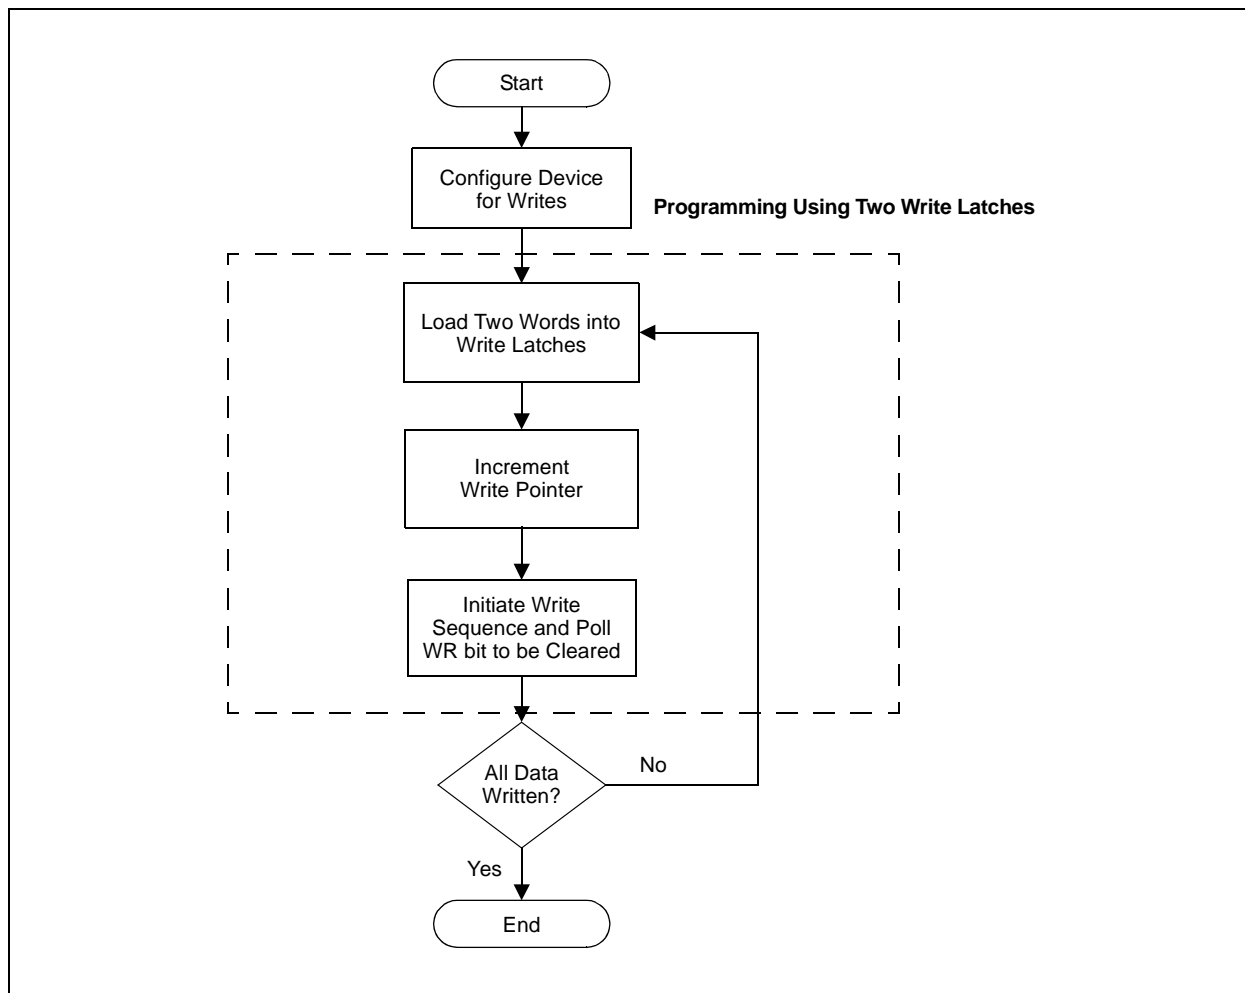 Start
Configure Device
for Writes
Programming Using Two Write Latches
Load Two Words into
Write Latches
Increment
Write Pointer
Initiate Write
Sequence and Poll
WR bit to be Cleared
All Data
Written?
No
Yes
End